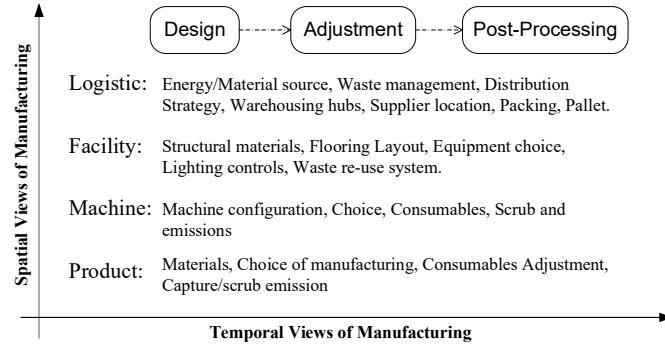 Design
Adjustment
Post-Processing
Logistic: Energy/Material source, Waste management, Distribution
Strategy, Warehousing hubs, Supplier location, Packing, Pallet.
Facility: Structural materials, Flooring Layout, Equipment choice,
Lighting controls, Waste re-use system.
Machine: Machine configuration, Choice, Consumables, Scrub and
emissions
Product: Materials, Choice of manufacturing, Consumables Adjustment,
Capture/scrub emission
Spatial Views of Manufacturing
Temporal Views of Manufacturing